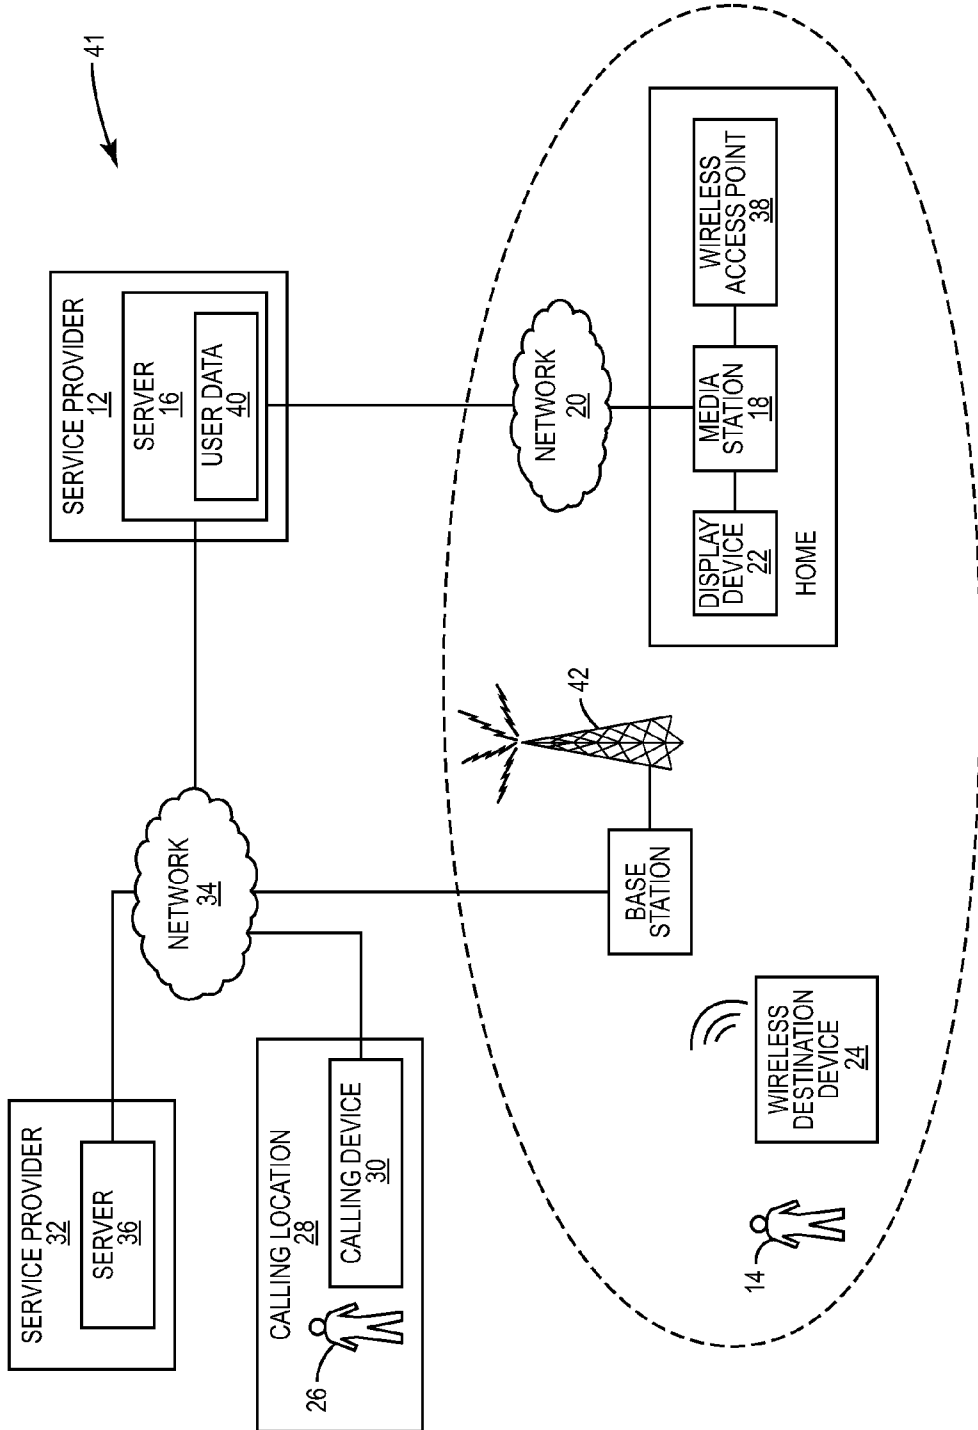 41
SERVICE PROVIDER
12
SERVER
16
USER DATA
40
SERVICE PROVIDER
32
SERVER
36
NETWORK
34
CALLING LOCATION
28
CALLING DEVICE
30
26
NETWORK
20
42
BASE
STATION
WIRELESS
DESTINATION
DEVICE
24
14
DISPLAY
DEVICE
22
MEDIA
STATION
18
WIRELESS
ACCESS POINT
38
HOME